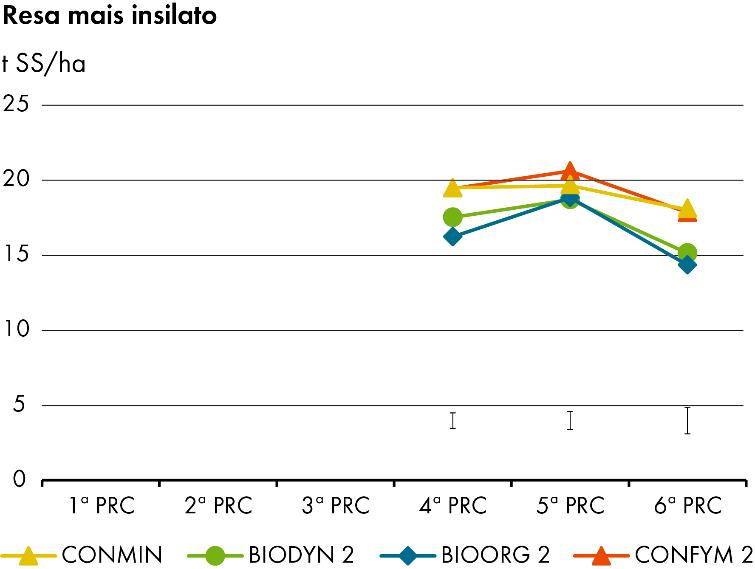 Resa mais insilato
t SS/ha
25
20
15
10
5
0
1ª PRC 2ª PRC 3ª PRC 4ª PRC 5ª PRC 6ª PRC
CONMIN BIODYN 2 BIOORG 2 CONFYM 2